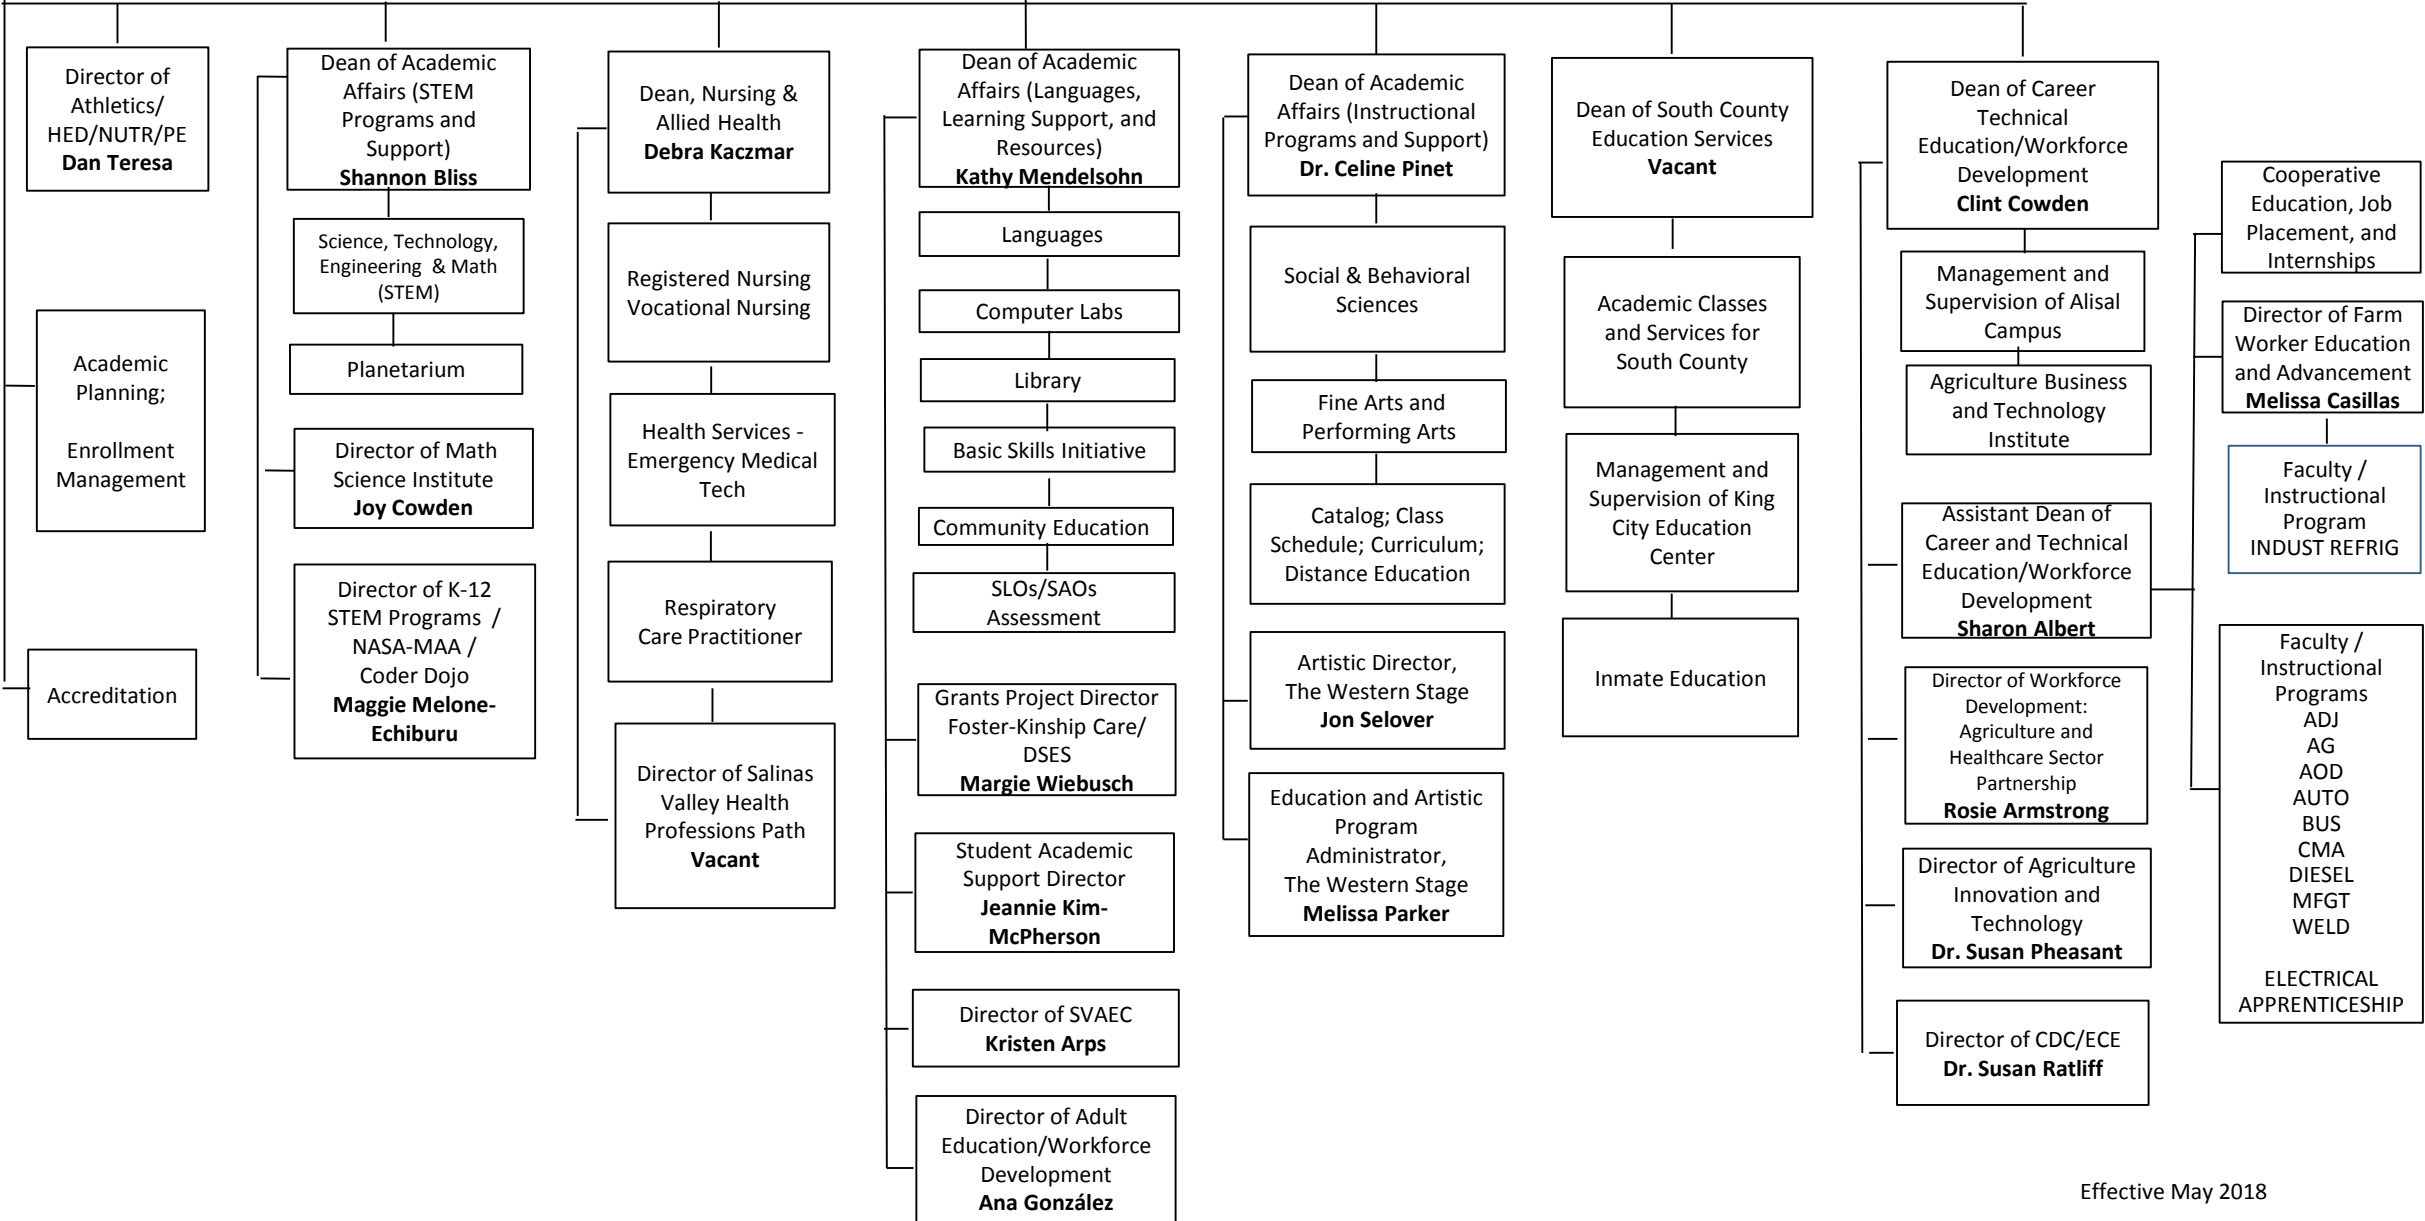 Director of
Athletics/
HED/NUTR/PE
Dan Teresa
Academic
Planning;
Enrollment
Management
Accreditation
Dean of Academic
Affairs (STEM
Programs and
Support)
Shannon Bliss
Science, Technology,
Engineering & Math
(STEM)
Planetarium
Director of Math
Science Institute
Joy Cowden
Director of K-12
STEM Programs /
NASA-MAA /
Coder Dojo
Maggie Melone-
Echiburu
Dean, Nursing &
Allied Health
Debra Kaczmar
Registered Nursing
Vocational Nursing
Health Services -
Emergency Medical
Tech
Respiratory
Care Practitioner
Director of Salinas
Valley Health
Professions Path
Vacant
Dean of Academic
Affairs (Languages,
Learning Support, and
Resources)
Kathy Mendelsohn
Languages
Computer Labs
Library
Basic Skills Initiative
Community Education
SLOs/SAOs
Assessment
Grants Project Director
Foster-Kinship Care/
DSES
Margie Wiebusch
Student Academic
Support Director
Jeannie Kim-
McPherson
Director of SVAEC
Kristen Arps
Director of Adult
Education/Workforce
Development
Ana González
Dean of Academic
Affairs (Instructional
Programs and Support)
Dr. Celine Pinet
Social & Behavioral
Sciences
Fine Arts and
Performing Arts
Catalog; Class
Schedule; Curriculum;
Distance Education
Artistic Director,
The Western Stage
Jon Selover
Education and Artistic
Program
Administrator,
The Western Stage
Melissa Parker
Dean of South County
Education Services
Vacant
Academic Classes
and Services for
South County
Management and
Supervision of King
City Education
Center
Inmate Education
Dean of Career
Technical
Education/Workforce
Development
Clint Cowden
Management and
Supervision of Alisal
Campus
Agriculture Business
and Technology
Institute
Assistant Dean of
Career and Technical
Education/Workforce
Development
Sharon Albert
Director of Workforce
Development:
Agriculture and
Healthcare Sector
Partnership
Rosie Armstrong
Director of Agriculture
Innovation and
Technology
Dr. Susan Pheasant
Director of CDC/ECE
Dr. Susan Ratliff
Cooperative
Education, Job
Placement, and
Internships
Director of Farm
Worker Education
and Advancement
Melissa Casillas
Faculty /
Instructional
Program
INDUST REFRIG
Faculty /
Instructional
Programs
ADJ
AG
AOD
AUTO
BUS
CMA
DIESEL
MFGT
WELD
ELECTRICAL
APPRENTICESHIP
Effective May 2018